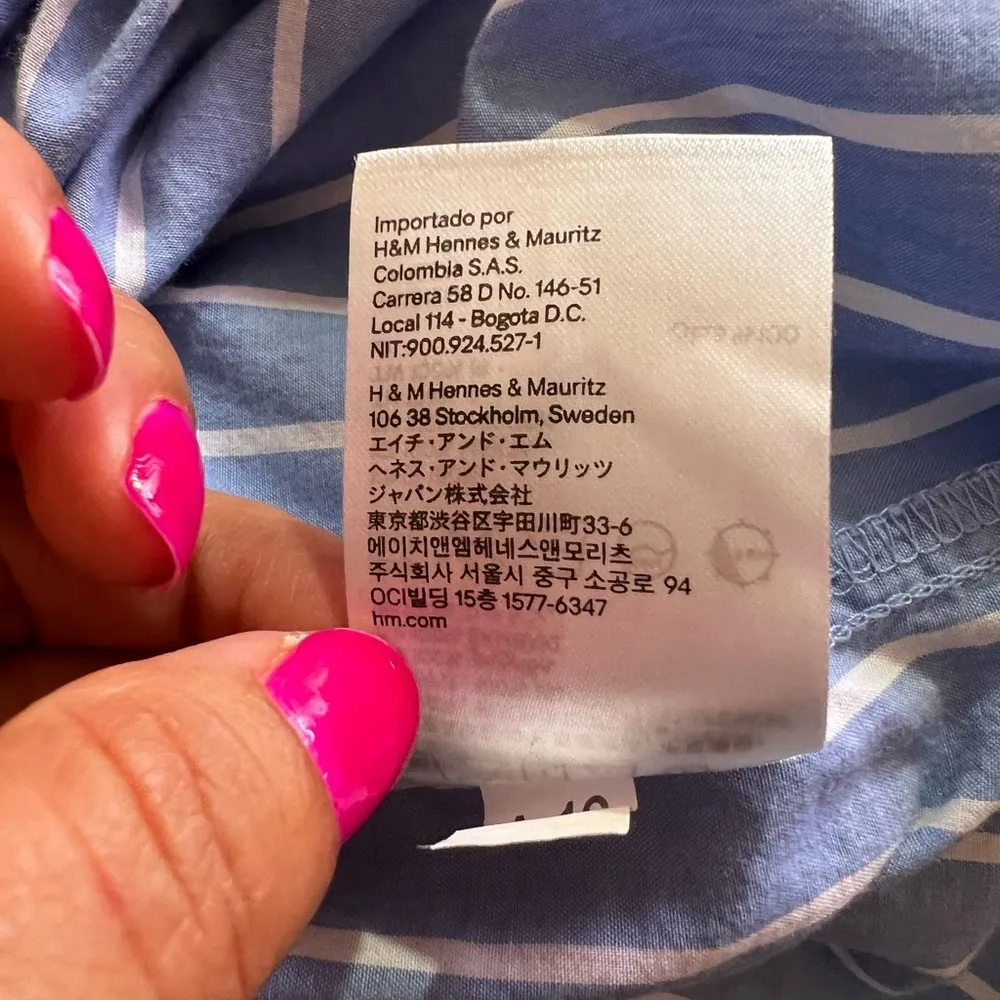 Importado por
H&M Hennes & Mauritz
Colombia S.A.S.
Carrera 58 D No. 146-51
Local 114 - Bogota D.C.
NIT:900.924.527-1
H & M Hennes & Mauritz
106 38 Stockholm, Sweden
エイチ・アンド・エム
ヘネス・アンド・マウリッツ
ジャパン株式会社
東京都渋谷区宇田川町33-6
에이치앤엠헤네스앤모리츠
주식회사 서울시 중구 소공로 94
OCI빌딩 15층 1577-6347
hm.com